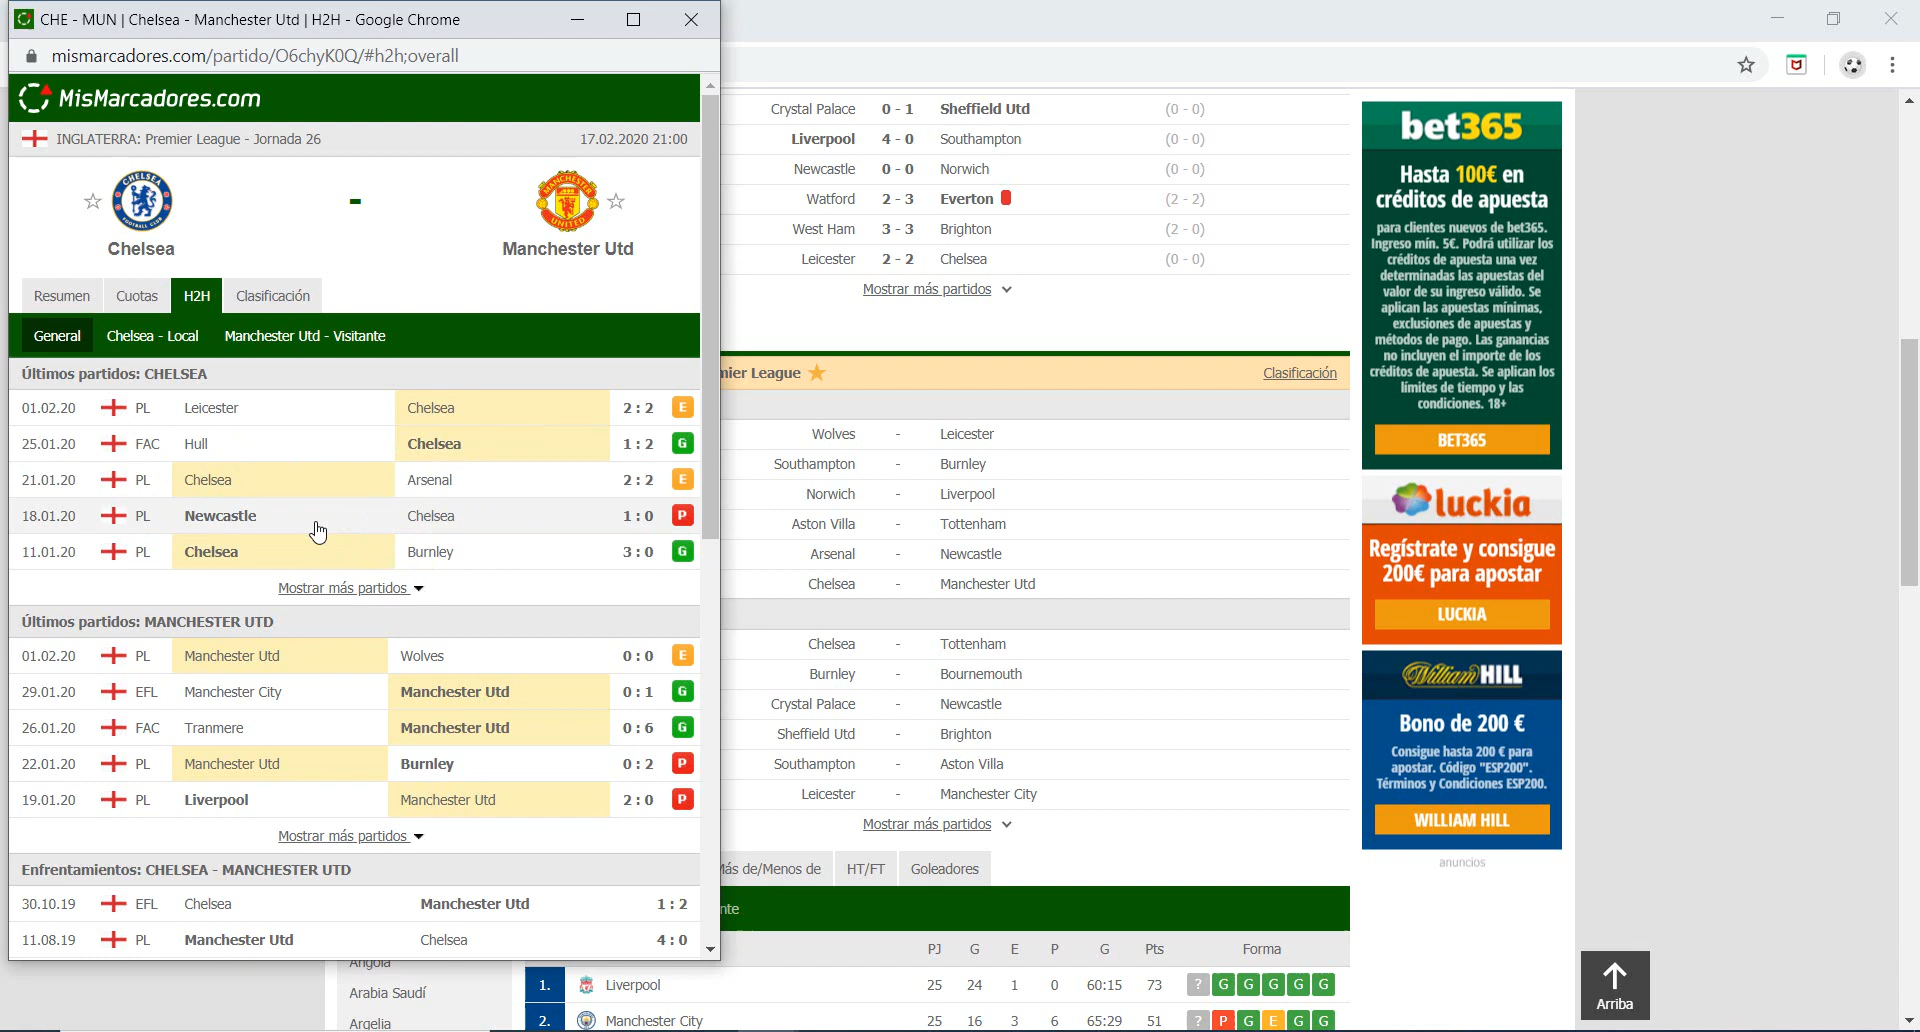 CHE - MUN | Chelsea - Manchester Utd | H2H - Google Chrome
mismarcadores.com/partido/O6chyK0Q/#h2h;overall
MisMarcadores.com
INGLATERRA: Premier League - Jornada 26 17.02.2020 21:00
CHELSEA
FOOTBALL CLUB
MANCHESTER
UNITED
-
Chelsea Manchester Utd
Resumen Cuotas H2H Clasificación
General Chelsea - Local Manchester Utd - Visitante
Últimos partidos: CHELSEA
01.02.20 PL Leicester Chelsea 2 : 2 E
25.01.20 FAC Hull Chelsea 1 : 2 G
21.01.20 PL Chelsea Arsenal 2 : 2 E
18.01.20 PL Newcastle Chelsea 1 : 0 P
11.01.20 PL Chelsea Burnley 3 : 0 G
Mostrar más partidos
Últimos partidos: MANCHESTER UTD
01.02.20 PL Manchester Utd Wolves 0 : 0 E
29.01.20 EFL Manchester City Manchester Utd 0 : 1 G
26.01.20 FAC Tranmere Manchester Utd 0 : 6 G
22.01.20 PL Manchester Utd Burnley 0 : 2 P
19.01.20 PL Liverpool Manchester Utd 2 : 0 P
Mostrar más partidos
Enfrentamientos: CHELSEA - MANCHESTER UTD
30.10.19 EFL Chelsea Manchester Utd 1 : 2
11.08.19 PL Manchester Utd Chelsea 4 : 0
Crystal Palace 0 - 1 Sheffield Utd (0 - 0)
Liverpool 4 - 0 Southampton (0 - 0)
Newcastle 0 - 0 Norwich (0 - 0)
Watford 2 - 3 Everton (2 - 2)
West Ham 3 - 3 Brighton (2 - 0)
Leicester 2 - 2 Chelsea (0 - 0)
Mostrar más partidos
mier League Clasificación
Wolves - Leicester
Southampton - Burnley
Norwich - Liverpool
Aston Villa - Tottenham
Arsenal - Newcastle
Chelsea - Manchester Utd
Chelsea - Tottenham
Burnley - Bournemouth
Crystal Palace - Newcastle
Sheffield Utd - Brighton
Southampton - Aston Villa
Leicester - Manchester City
Mostrar más partidos
Más de/Menos de HT/FT Goleadores
nte
PJ G E P G Pts Forma
1. Liverpool 25 24 1 0 60:15 73 ? G G G G G
2. Manchester City 25 16 3 6 65:29 51 ? P G E G G
Angola
Arabia Saudí
Argelia
bet365
Hasta 100€ en
créditos de apuesta
para clientes nuevos de bet365.
Ingreso mín. 5€. Podrá utilizar los
créditos de apuesta una vez
determinadas las apuestas del
valor de su ingreso válido. Se
aplican las apuestas mínimas,
exclusiones de apuestas y
métodos de pago. Las ganancias
no incluyen el importe de los
créditos de apuesta. Se aplican los
límites de tiempo y las
condiciones. 18+
BET365
luckia
Regístrate y consigue
200€ para apostar
LUCKIA
William HILL
Bono de 200 €
Consigue hasta 200 € para
apostar. Código "ESP200".
Términos y Condiciones ESP200.
WILLIAM HILL
anuncios
Arriba